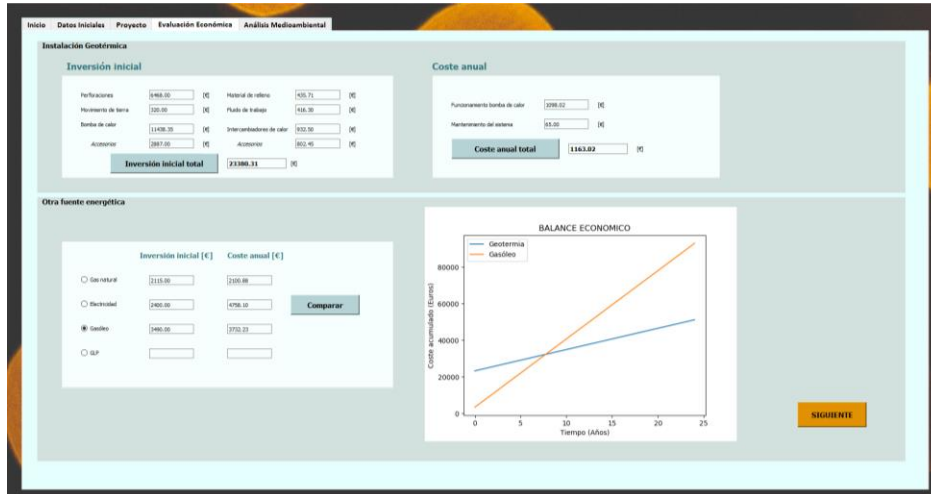 Inicio Datos Iniciales Proyecto Evaluación Económica Análisis Medioambiental
Instalación Geotérmica
Inversión inicial
Perforaciones 6468.00 [€] Material de relleno 435.71 [€]
Movimiento de tierra 320.00 [€] Fluido de trabajo 416.30 [€]
Bomba de calor 11438.35 [€] Intercambiadores de calor 932.50 [€]
Accesorios 2887.00 [€] Accesorios 802.45 [€]
Inversión inicial total 23380.31 [€]
Coste anual
Funcionamiento bomba de calor 1098.02 [€]
Mantenimiento del sistema 65.00 [€]
Coste anual total 1163.02 [€]
Otra fuente energética
Inversión inicial [€] Coste anual [€]
Gas natural 2115.00 2100.88
Electricidad 2400.00 4758.10
Gasóleo 3460.00 3732.23
GLP
Comparar
BALANCE ECONOMICO
Geotermia
Gasóleo
Coste acumulado (Euros)
80000
60000
40000
20000
0
0 5 10 15 20 25
Tiempo (Años)
SIGUIENTE